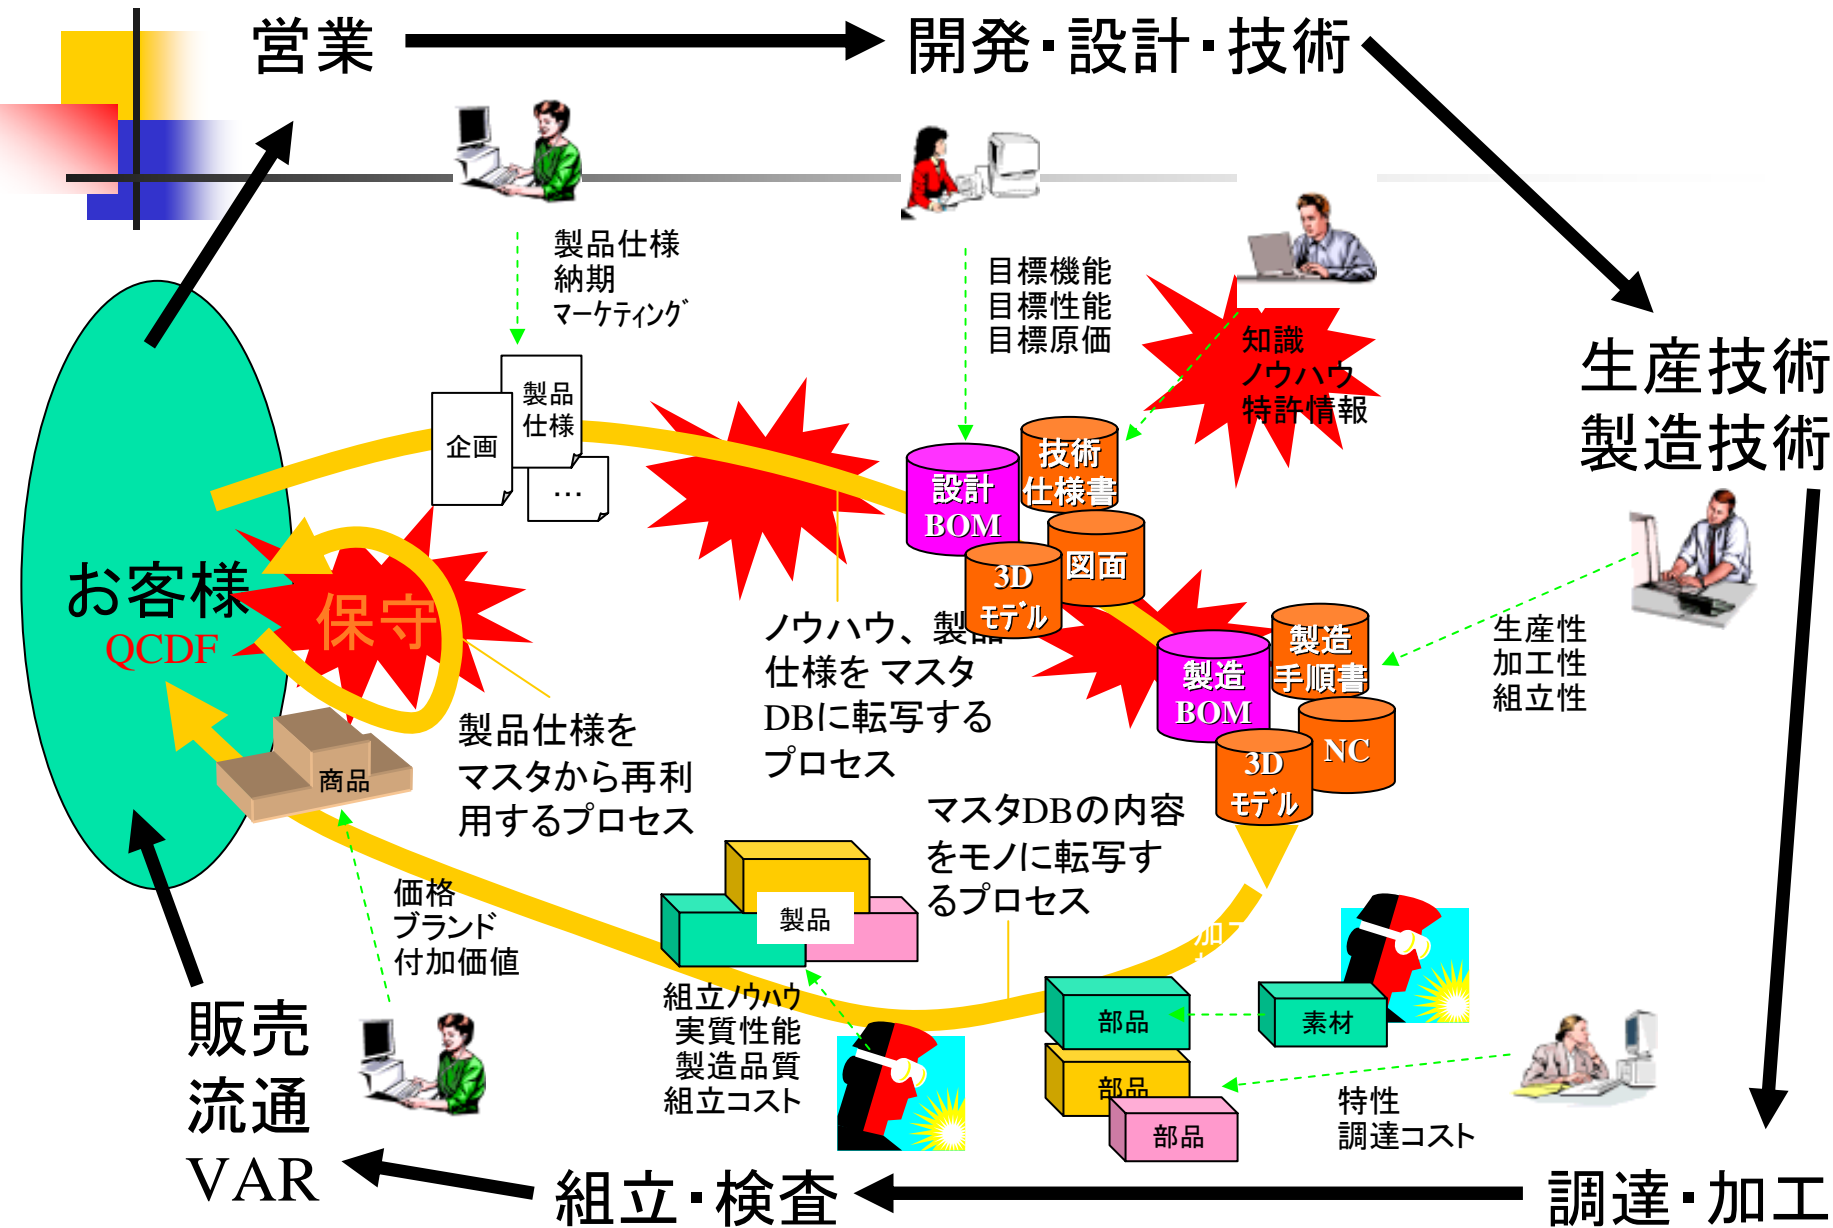 営業
開発・設計・技術
製品仕様
納期
マーケティング
目標機能
目標性能
目標原価
知識
ノウハウ
特許情報
生産技術
製造技術
製品
仕様
企画
…
技術
仕様書
設計
BOM
図面
3D
モデル
お客様
QCDF
保守
ノウハウ、製品
仕様を マスタ
DBに転写する
プロセス
製造
手順書
製造
BOM
NC
3D
モデル
生産性
加工性
組立性
製品仕様を
マスタから再利
用するプロセス
商品
マスタDBの内容
をモノに転写す
るプロセス
価格
ブランド
付加価値
製品
組立ノウハウ
実質性能
製造品質
組立コスト
部品
素材
部品
部品
特性
調達コスト
販売
流通
VAR
組立・検査
調達・加工